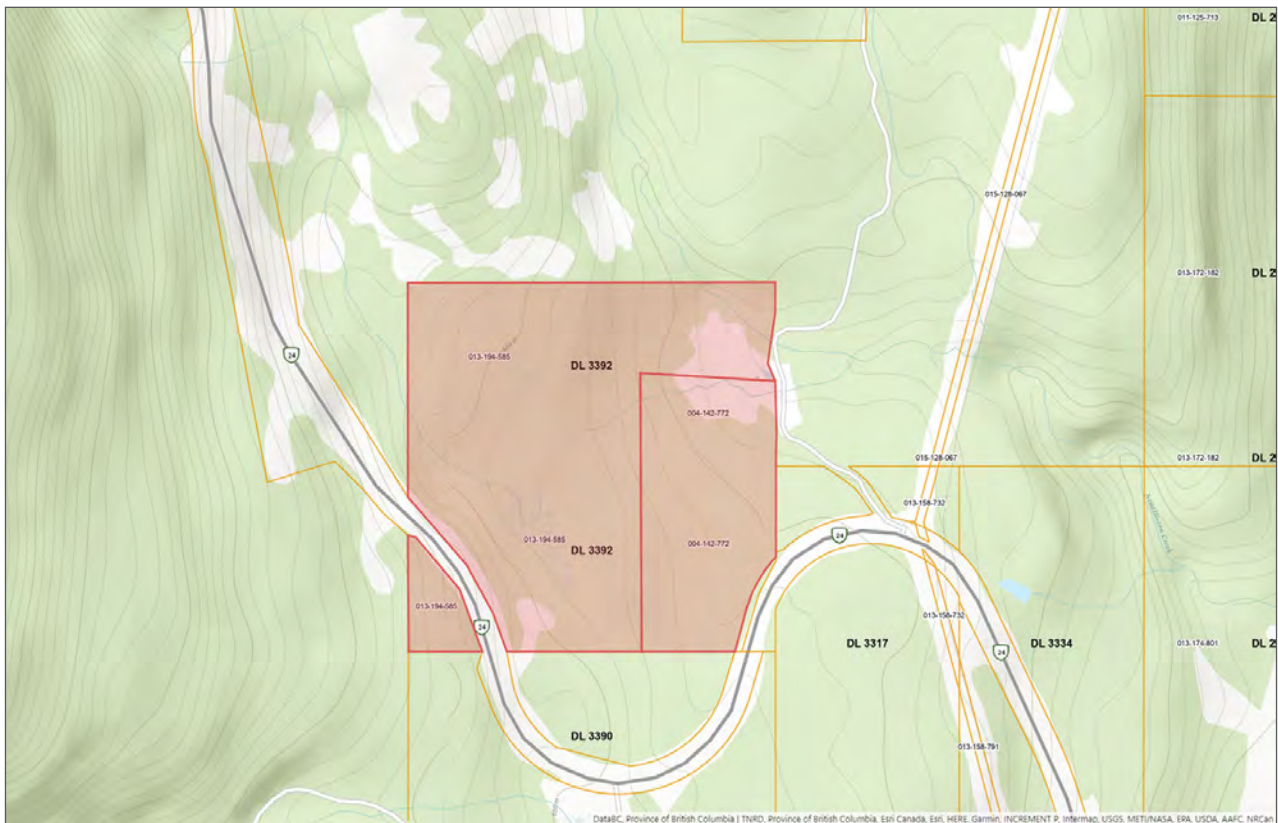 011-125-713
DL 2
015-128-067
013-172-182
DL 2
24
013-194-585
DL 3392
004-142-772
015-128-067
013-172-182
DL 2
013-158-732
24
013-194-585
DL 3392
004-142-772
013-194-585
013-158-732
24
DL 3317
24
DL 3334
013-174-801
DL 2
DL 3390
013-158-791
DataBC, Province of British Columbia | TNRD, Province of British Columbia, Esri Canada, Esri, HERE, Garmin, INCREMENT P, Intermap, USGS, METI/NASA, EPA, USDA, AAFC, NRCan